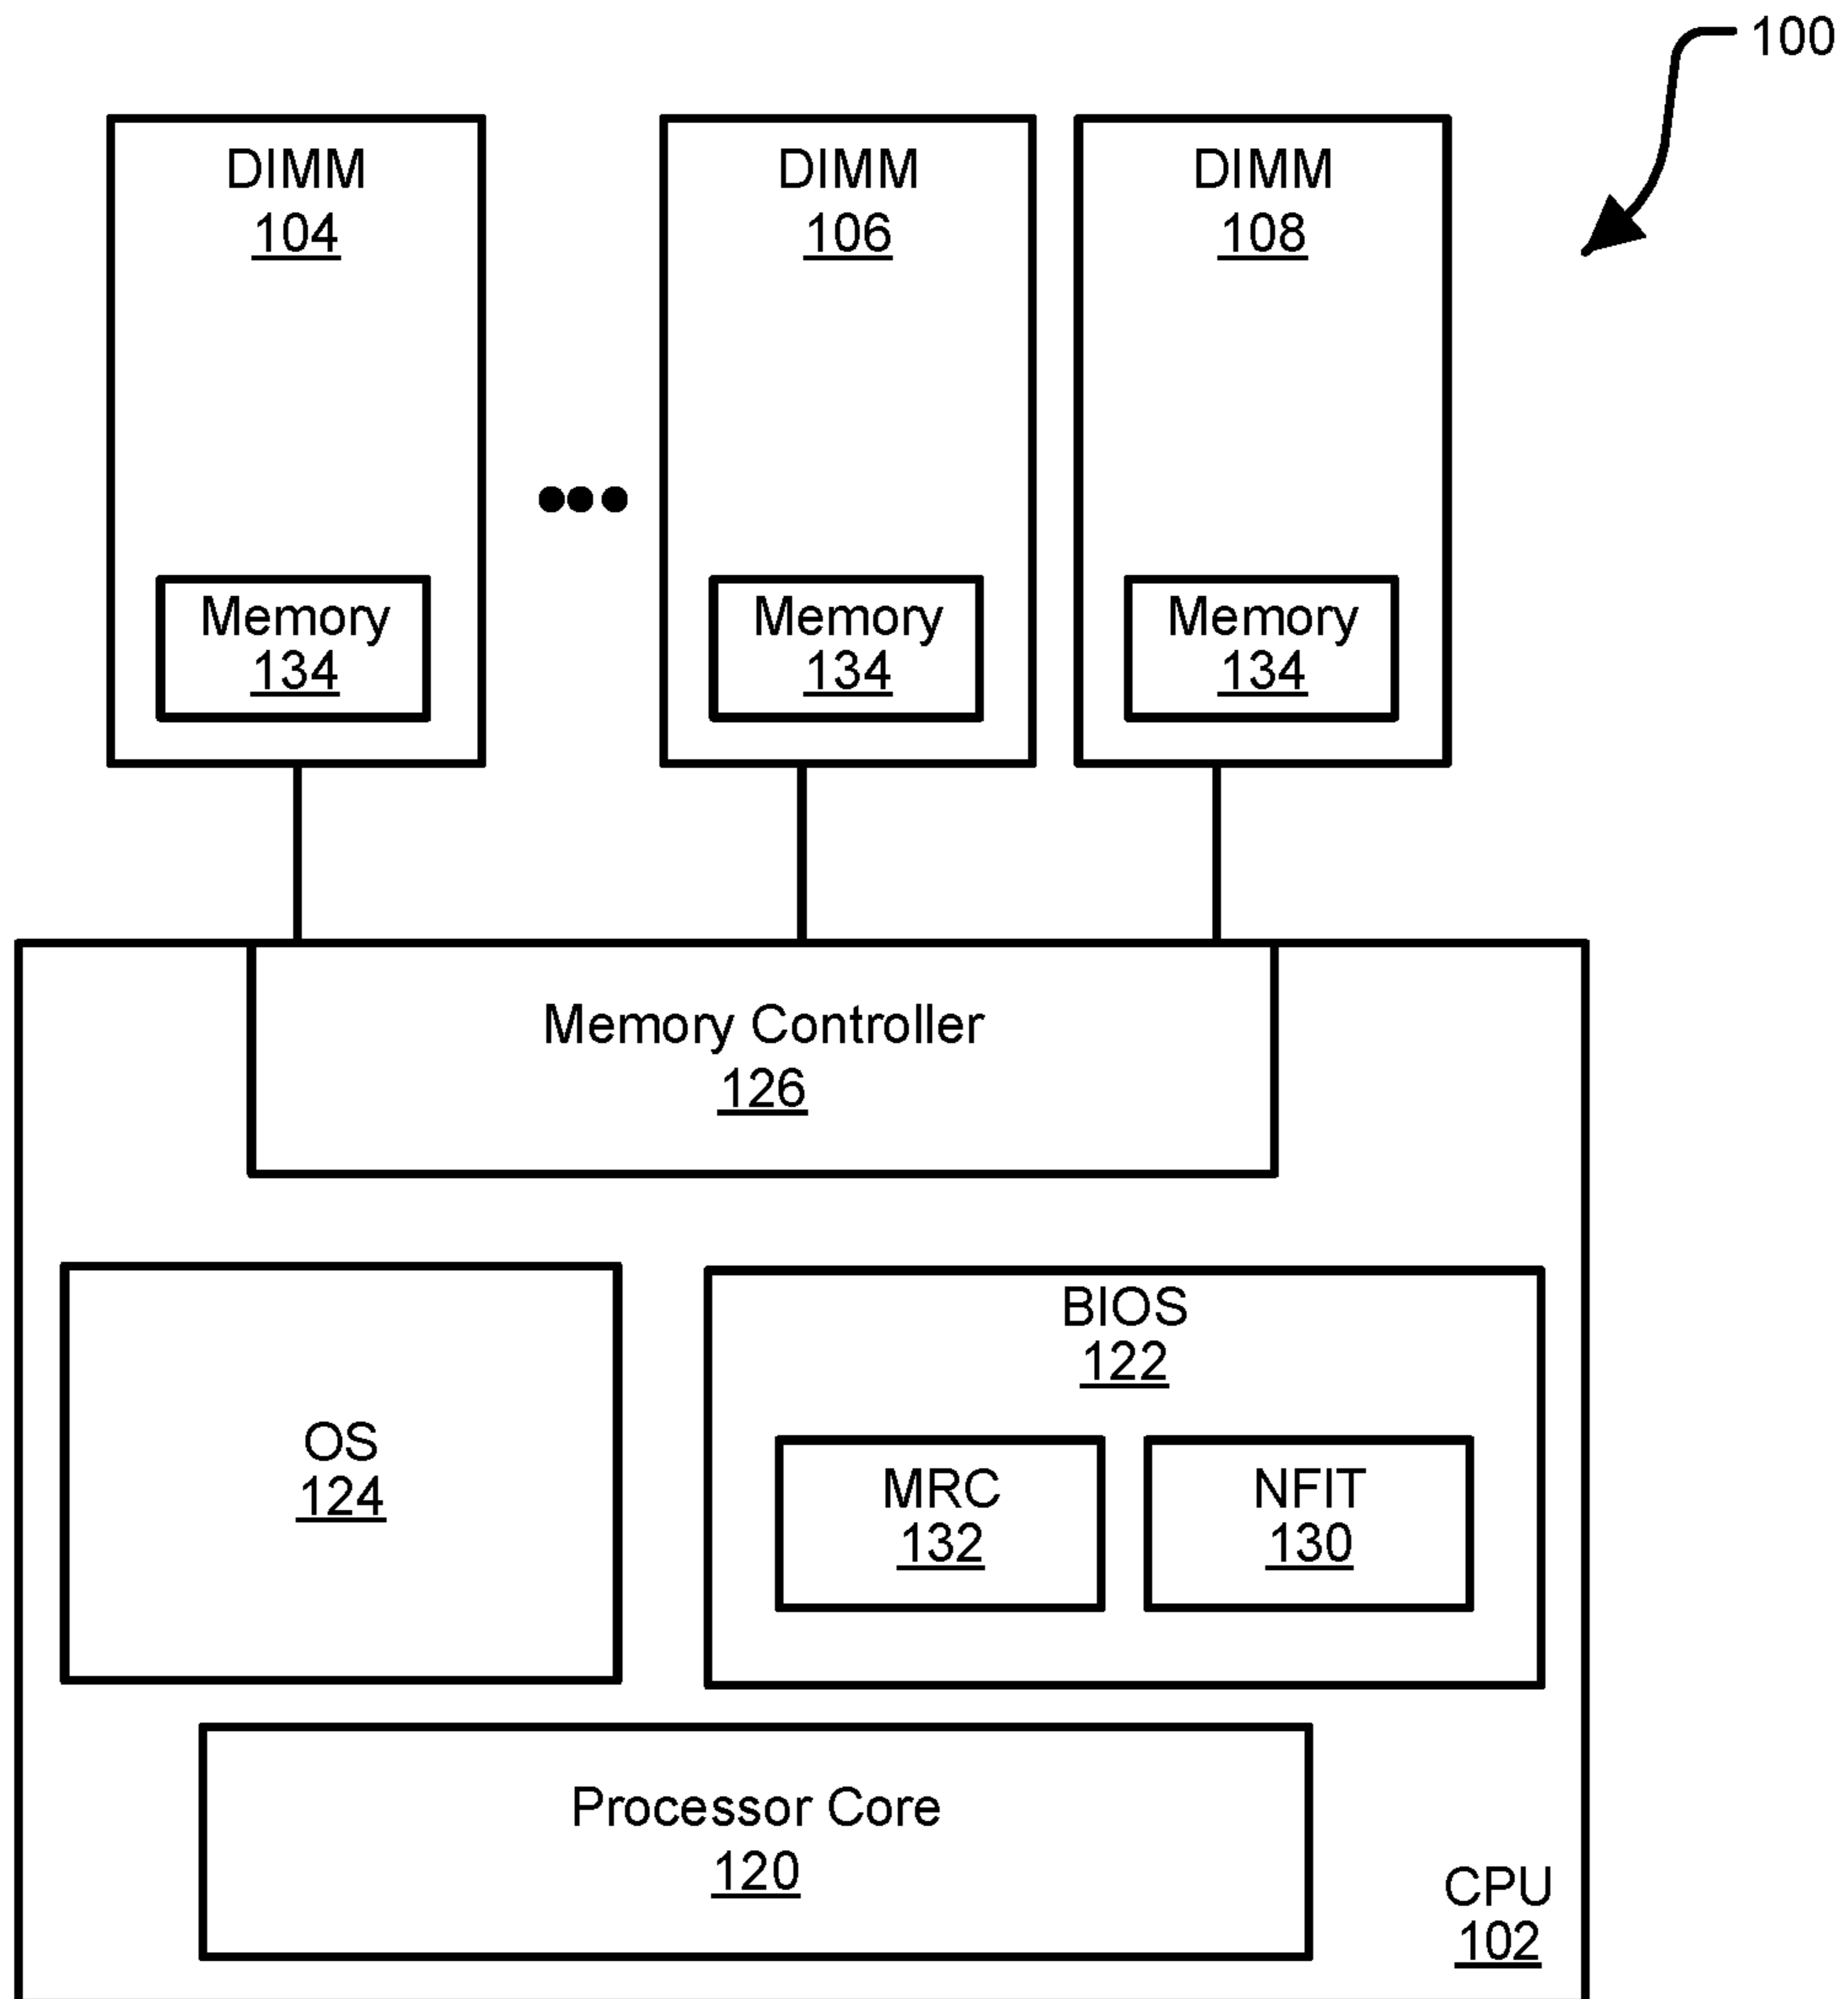 100
DIMM
104
DIMM
106
DIMM
108
Memory
134
Memory
134
Memory
134
Memory Controller
126
OS
124
BIOS
122
MRC
132
NFIT
130
Processor Core
120
CPU
102